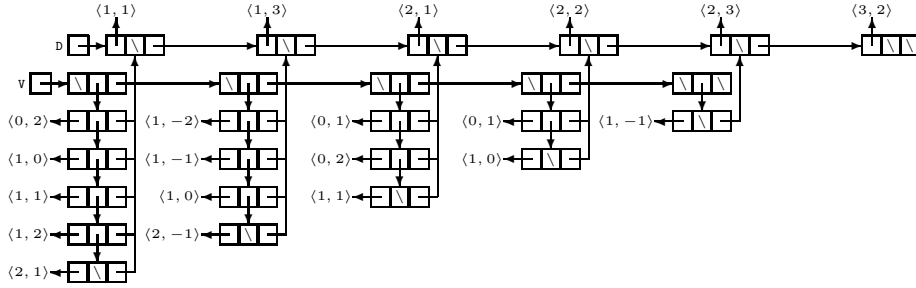 ⟨1, 1⟩ ⟨1, 3⟩ ⟨2, 1⟩ ⟨2, 2⟩ ⟨2, 3⟩ ⟨3, 2⟩
D \ \ \ \ \ \ \
V \ \ \ \ \ \
⟨0, 2⟩ ⟨1, −2⟩ ⟨0, 1⟩ ⟨0, 1⟩ ⟨1, −1⟩ \
⟨1, 0⟩ ⟨1, −1⟩ ⟨0, 2⟩ ⟨1, 0⟩ \
⟨1, 1⟩ ⟨1, 0⟩ ⟨1, 1⟩ \
⟨1, 2⟩ ⟨2, −1⟩ \
⟨2, 1⟩ \